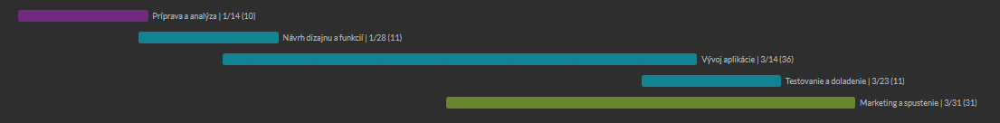 Príprava a analýza | 1/14 (10)
Návrh dizajnu a funkcií | 1/28 (11)
Vývoj aplikácie | 3/14 (36)
Testovanie a doladenie | 3/23 (11)
Marketing a spustenie | 3/31 (31)